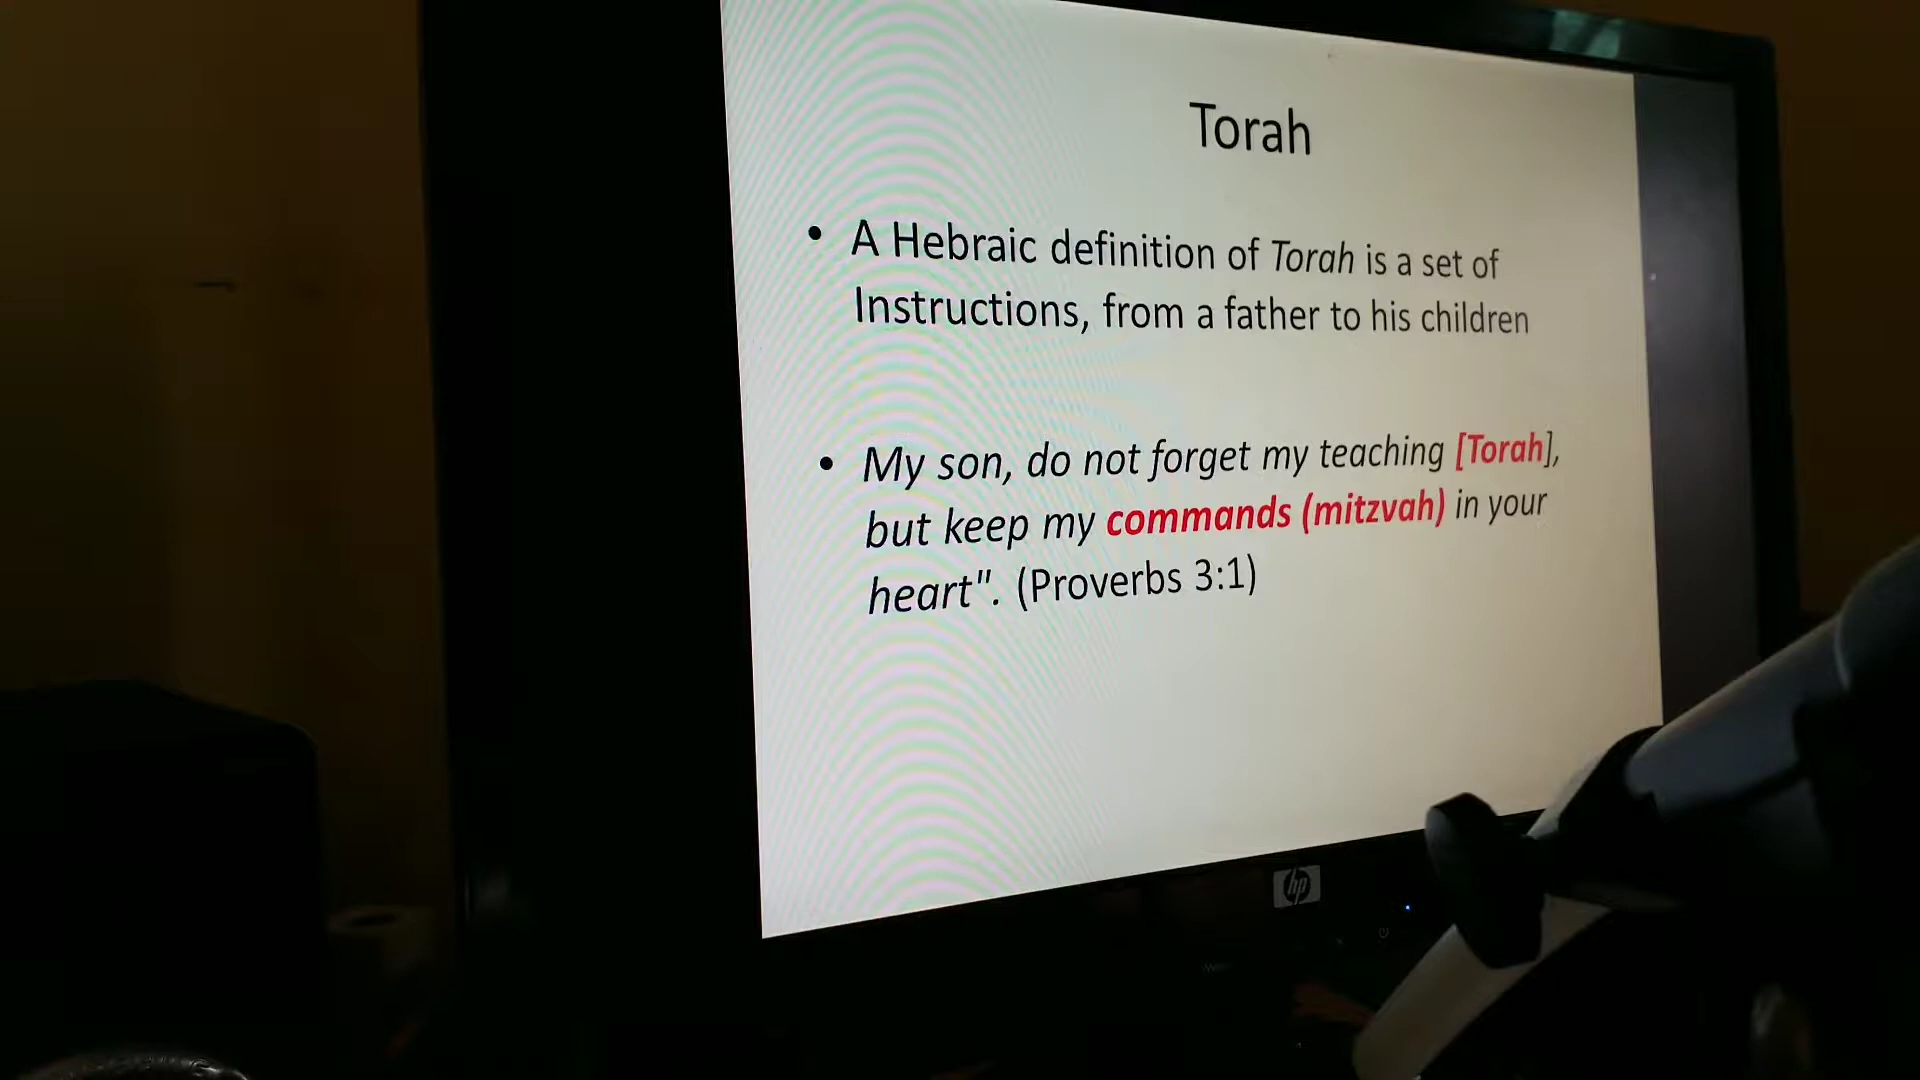 Torah
• A Hebraic definition of Torah is a set of
Instructions, from a father to his children
• My son, do not forget my teaching [Torah],
but keep my commands (mitzvah) in your
heart". (Proverbs 3:1)
hp